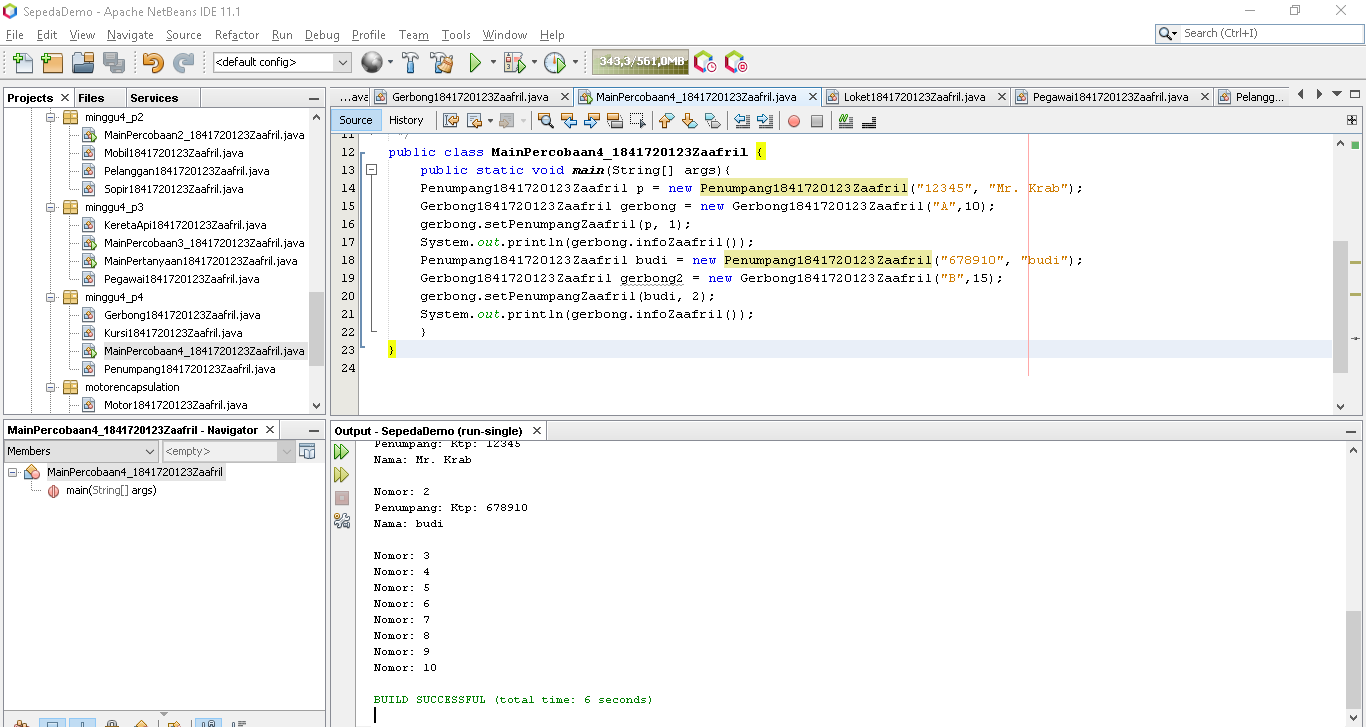 SepedaDemo - Apache NetBeans IDE 11.1
File Edit View Navigate Source Refactor Run Debug Profile Team Tools Window Help
Search (Ctrl+I)
<default config>
343,3/561,0MB
Projects Files Services
minggu4_p2
MainPercobaan2_1841720123Zaafril.java
Mobil1841720123Zaafril.java
Pelanggan1841720123Zaafril.java
Sopir1841720123Zaafril.java
minggu4_p3
KeretaApi1841720123Zaafril.java
MainPercobaan3_1841720123Zaafril.java
MainPertanyaan1841720123Zaafril.java
Pegawai1841720123Zaafril.java
minggu4_p4
Gerbong1841720123Zaafril.java
Kursi1841720123Zaafril.java
MainPercobaan4_1841720123Zaafril.java
Penumpang1841720123Zaafril.java
motorencapsulation
Motor1841720123Zaafril.java
MainPercobaan4_1841720123Zaafril - Navigator
Members <empty>
MainPercobaan4_1841720123Zaafril
main(String[] args)
...ava Gerbong1841720123Zaafril.java MainPercobaan4_1841720123Zaafril.java Loket1841720123Zaafril.java Pegawai1841720123Zaafril.java Pelangg...
Source History
11 */
12 public class MainPercobaan4_1841720123Zaafril {
13 public static void main(String[] args){
14 Penumpang1841720123Zaafril p = new Penumpang1841720123Zaafril("12345", "Mr. Krab");
15 Gerbong1841720123Zaafril gerbong = new Gerbong1841720123Zaafril("A",10);
16 gerbong.setPenumpangZaafril(p, 1);
17 System.out.println(gerbong.infoZaafril());
18 Penumpang1841720123Zaafril budi = new Penumpang1841720123Zaafril("678910", "budi");
19 Gerbong1841720123Zaafril gerbong2 = new Gerbong1841720123Zaafril("B",15);
20 gerbong.setPenumpangZaafril(budi, 2);
21 System.out.println(gerbong.infoZaafril());
22 }
23 }
24
Output - SepedaDemo (run-single)
Penumpang: Ktp: 12345
Nama: Mr. Krab
Nomor: 2
Penumpang: Ktp: 678910
Nama: budi
Nomor: 3
Nomor: 4
Nomor: 5
Nomor: 6
Nomor: 7
Nomor: 8
Nomor: 9
Nomor: 10
BUILD SUCCESSFUL (total time: 6 seconds)